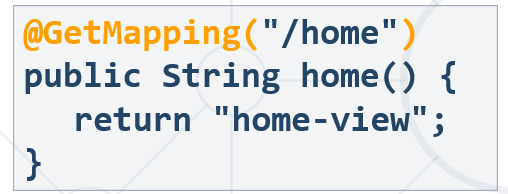 @GetMapping("/home")
public String home() {
return "home-view";
}